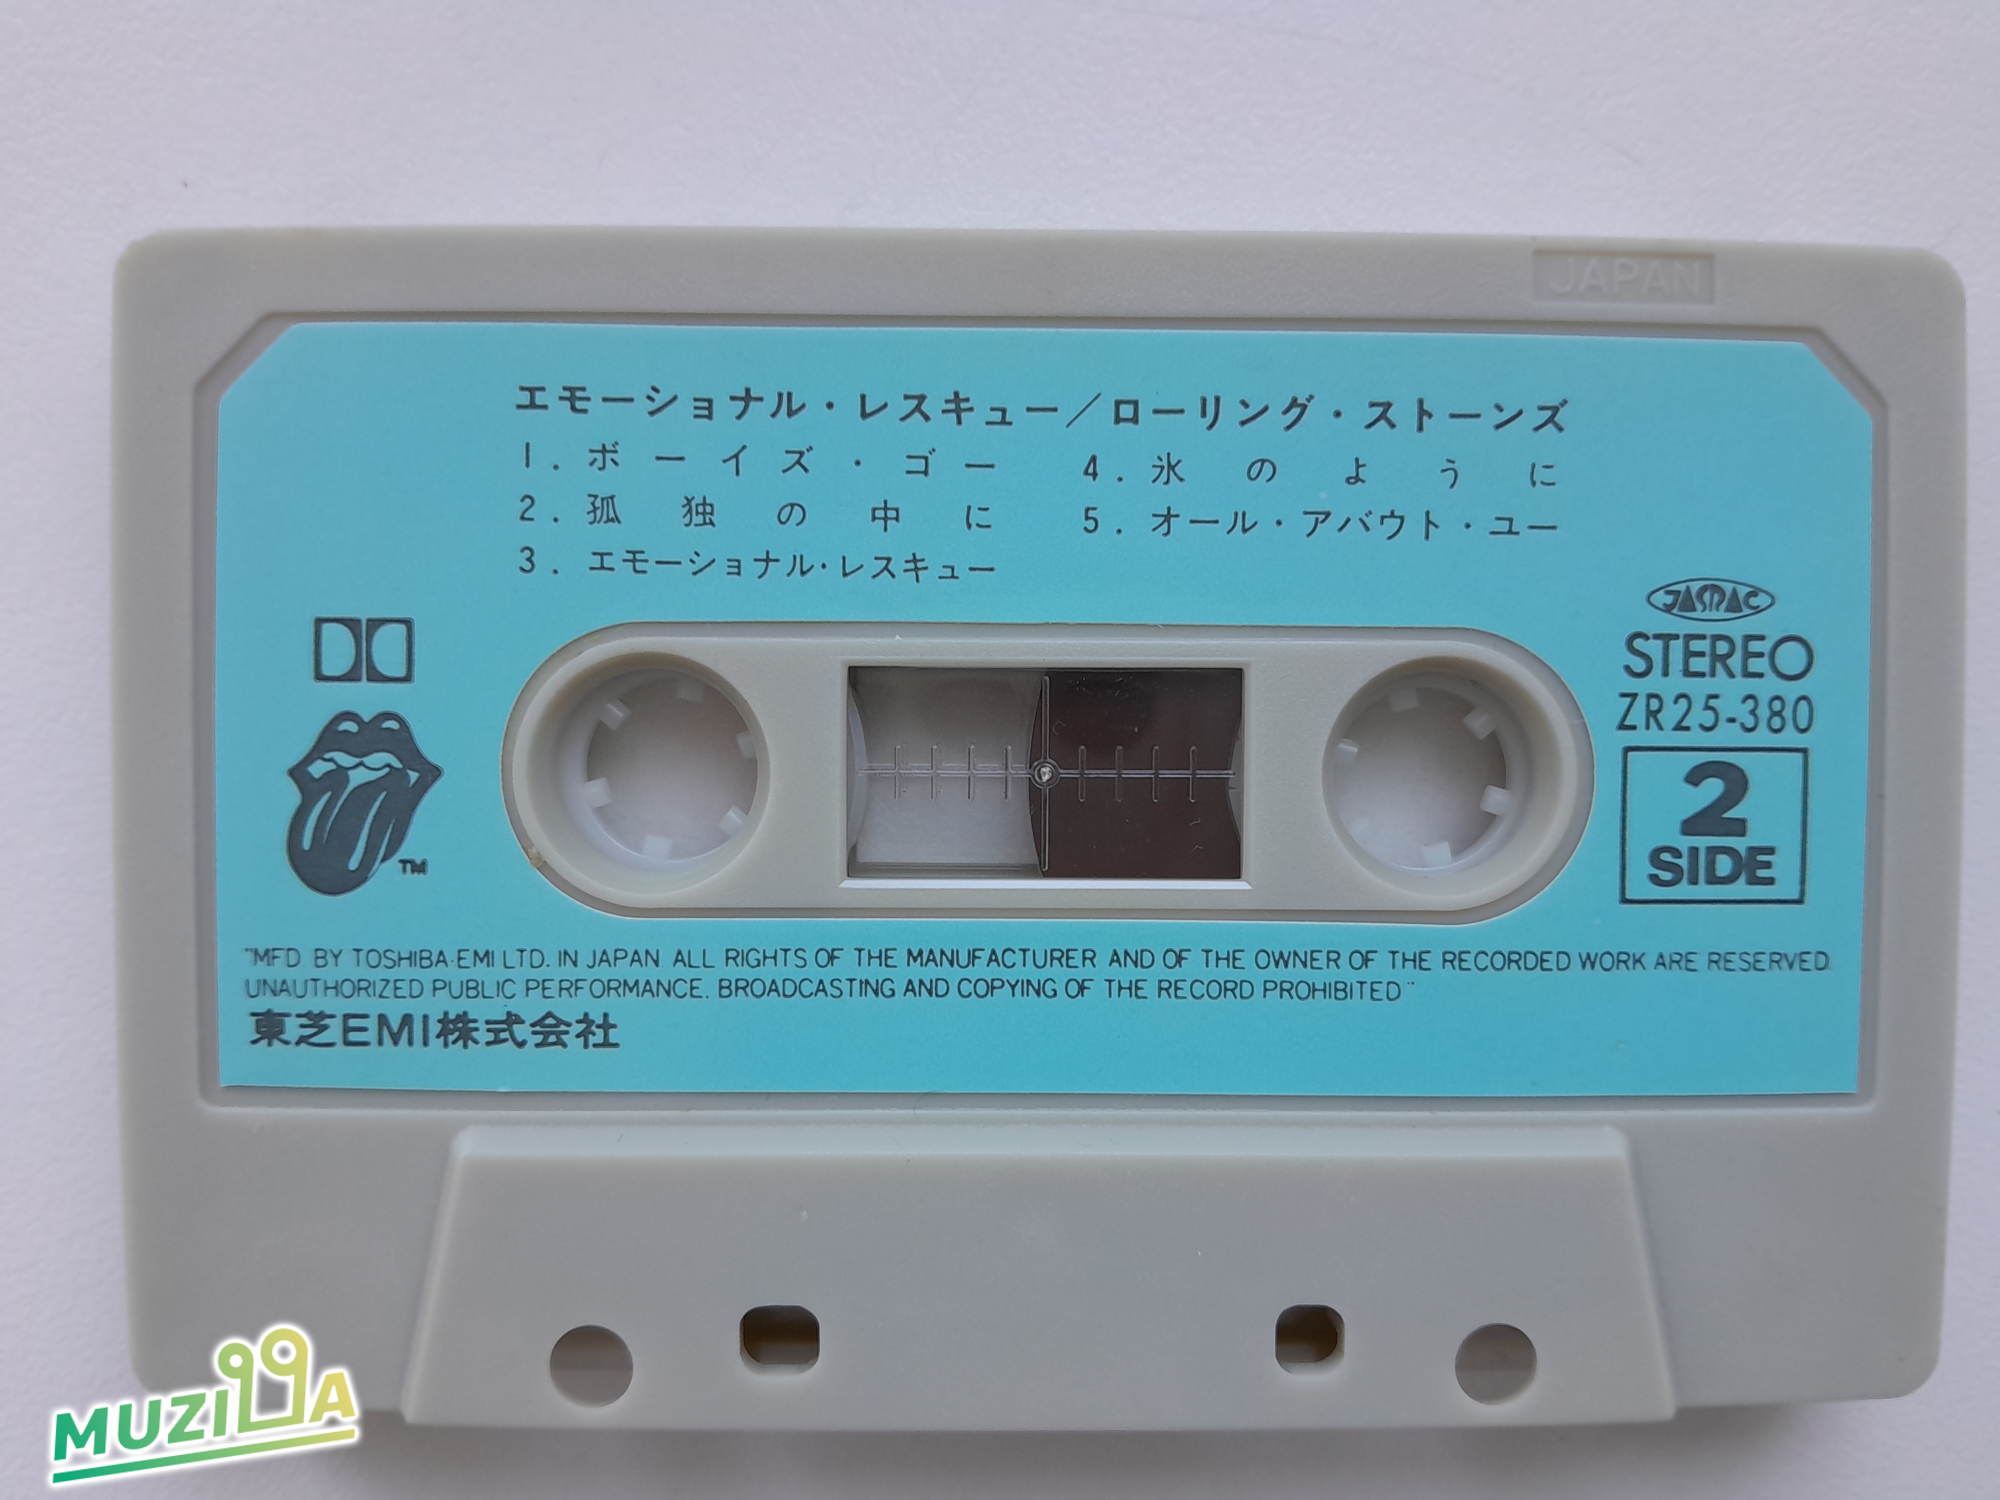 JAPAN
エモーショナル・レスキュー／ローリング・ストーンズ
1. ボーイズ・ゴー
2. 孤独の中に
3. エモーショナル・レスキュー
4. 氷のように
5. オール・アバウト・ユー
JASRAC
STEREO
ZR25-380
2
SIDE
TM
"MFD BY TOSHIBA·EMI LTD. IN JAPAN ALL RIGHTS OF THE MANUFACTURER AND OF THE OWNER OF THE RECORDED WORK ARE RESERVED
UNAUTHORIZED PUBLIC PERFORMANCE. BROADCASTING AND COPYING OF THE RECORD PROHIBITED"
東芝EMI株式会社
MUZILLA